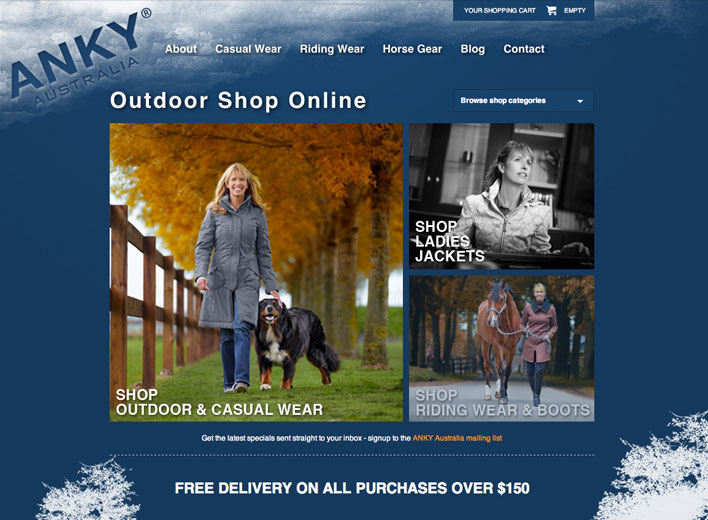 YOUR SHOPPING CART EMPTY
ANKY®
AUSTRALIA
About Casual Wear Riding Wear Horse Gear Blog Contact
Outdoor Shop Online
Browse shop categories
SHOP
LADIES
JACKETS
SHOP
OUTDOOR & CASUAL WEAR
SHOP
RIDING WEAR & BOOTS
Get the latest specials sent straight to your inbox - signup to the ANKY Australia mailing list
FREE DELIVERY ON ALL PURCHASES OVER $150